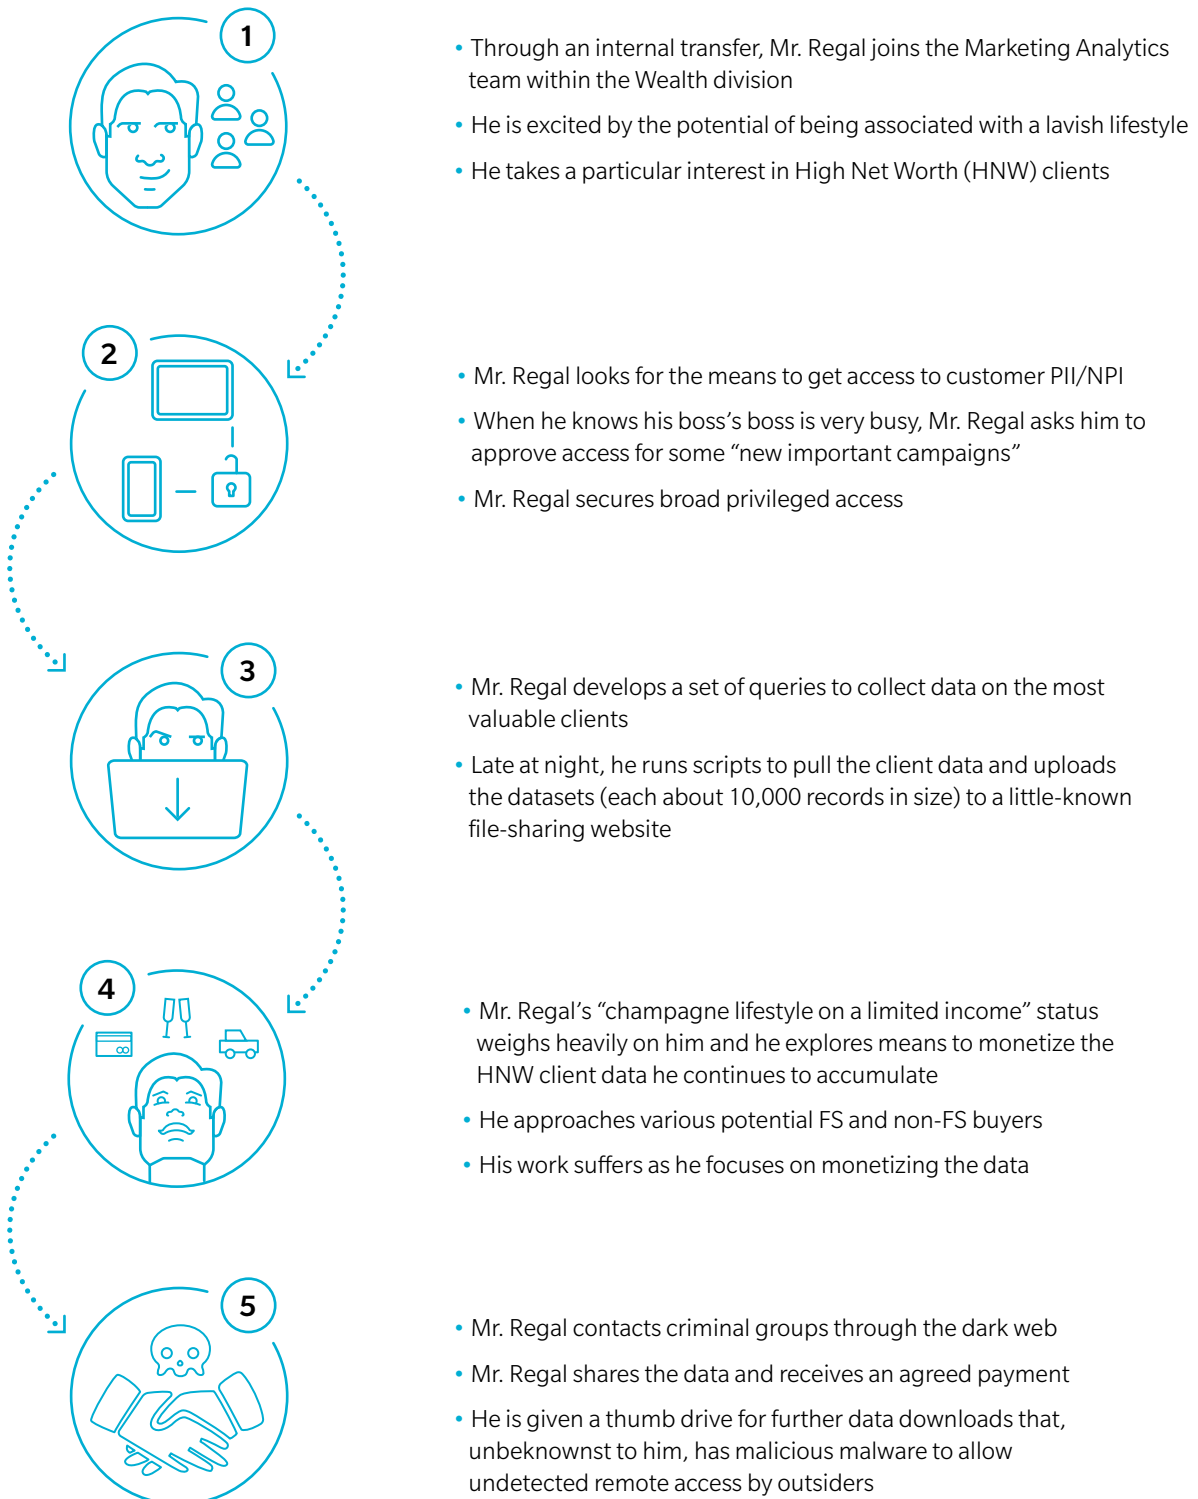 1
• Through an internal transfer, Mr. Regal joins the Marketing Analytics
team within the Wealth division
• He is excited by the potential of being associated with a lavish lifestyle
• He takes a particular interest in High Net Worth (HNW) clients
2
• Mr. Regal looks for the means to get access to customer PII/NPI
• When he knows his boss’s boss is very busy, Mr. Regal asks him to
approve access for some “new important campaigns”
• Mr. Regal secures broad privileged access
3
• Mr. Regal develops a set of queries to collect data on the most
valuable clients
• Late at night, he runs scripts to pull the client data and uploads
the datasets (each about 10,000 records in size) to a little-known
file-sharing website
4
• Mr. Regal’s “champagne lifestyle on a limited income” status
weighs heavily on him and he explores means to monetize the
HNW client data he continues to accumulate
• He approaches various potential FS and non-FS buyers
• His work suffers as he focuses on monetizing the data
5
• Mr. Regal contacts criminal groups through the dark web
• Mr. Regal shares the data and receives an agreed payment
• He is given a thumb drive for further data downloads that,
unbeknownst to him, has malicious malware to allow
undetected remote access by outsiders